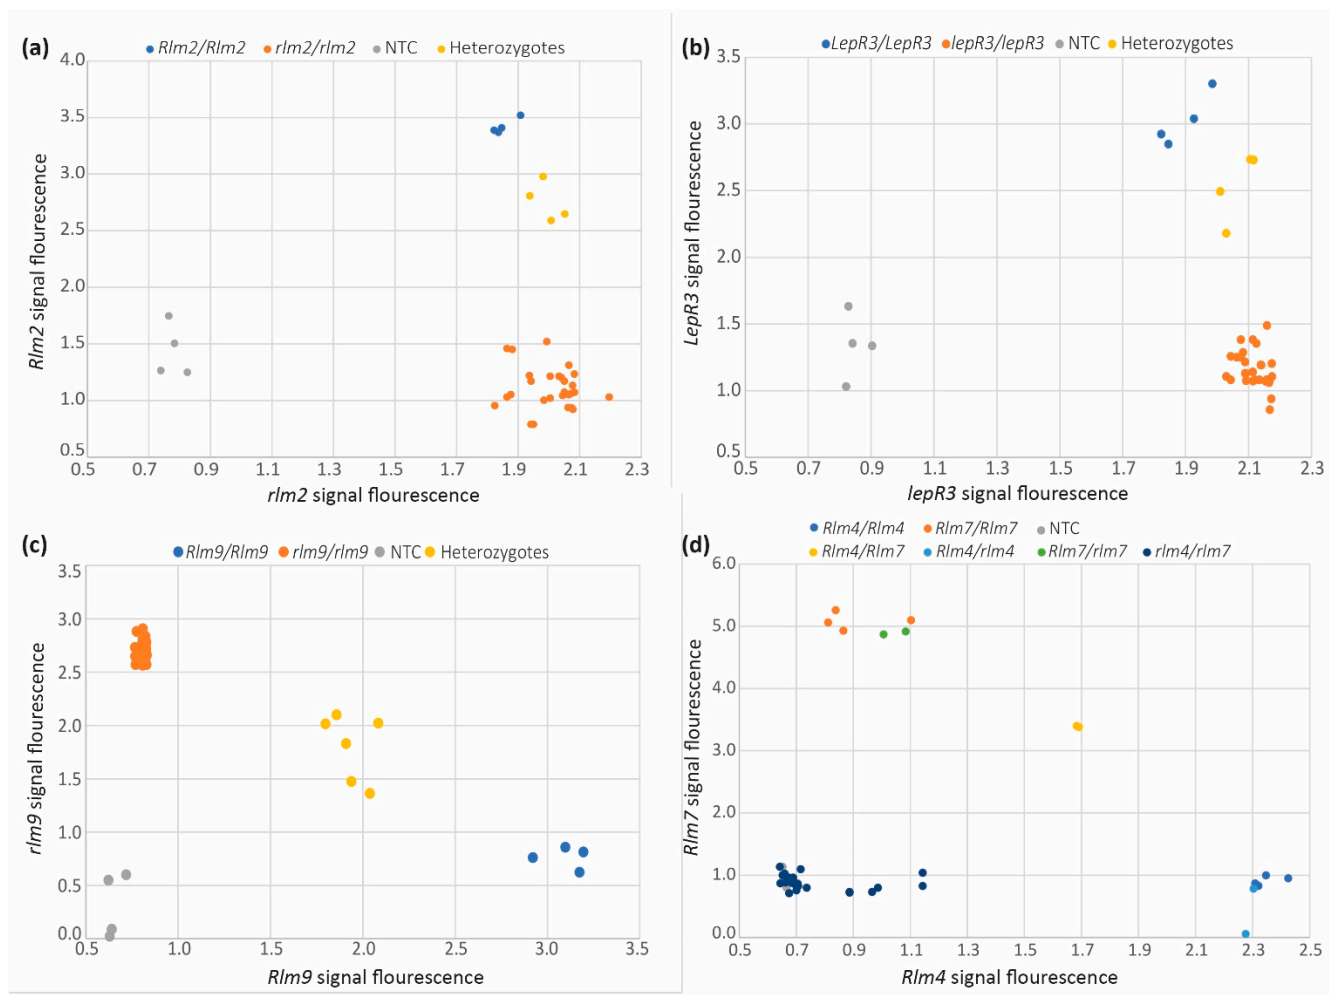 (a)
Rlm2/Rlm2 rlm2/rlm2 NTC Heterozygotes
4.0
3.5
3.0
2.5
2.0
1.5
1.0
0.5
Rlm2 signal flourescence
0.5 0.7 0.9 1.1 1.3 1.5 1.7 1.9 2.1 2.3
rlm2 signal flourescence
(b)
LepR3/LepR3 lepR3/lepR3 NTC Heterozygotes
3.5
3.0
2.5
2.0
1.5
1.0
0.5
LepR3 signal flourescence
0.5 0.7 0.9 1.1 1.3 1.5 1.7 1.9 2.1 2.3
lepR3 signal flourescence
(c)
Rlm9/Rlm9 rlm9/rlm9 NTC Heterozygotes
3.5
3.0
2.5
2.0
1.5
1.0
0.5
0.0
rlm9 signal flourescence
0.5 1.0 1.5 2.0 2.5 3.0 3.5
Rlm9 signal flourescence
(d)
Rlm4/Rlm4 Rlm7/Rlm7 NTC
Rlm4/Rlm7 Rlm4/rlm4 Rlm7/rlm7 rlm4/rlm7
6.0
5.0
4.0
3.0
2.0
1.0
0.0
Rlm7 signal flourescence
0.5 0.7 0.9 1.1 1.3 1.5 1.7 1.9 2.1 2.3 2.5
Rlm4 signal flourescence